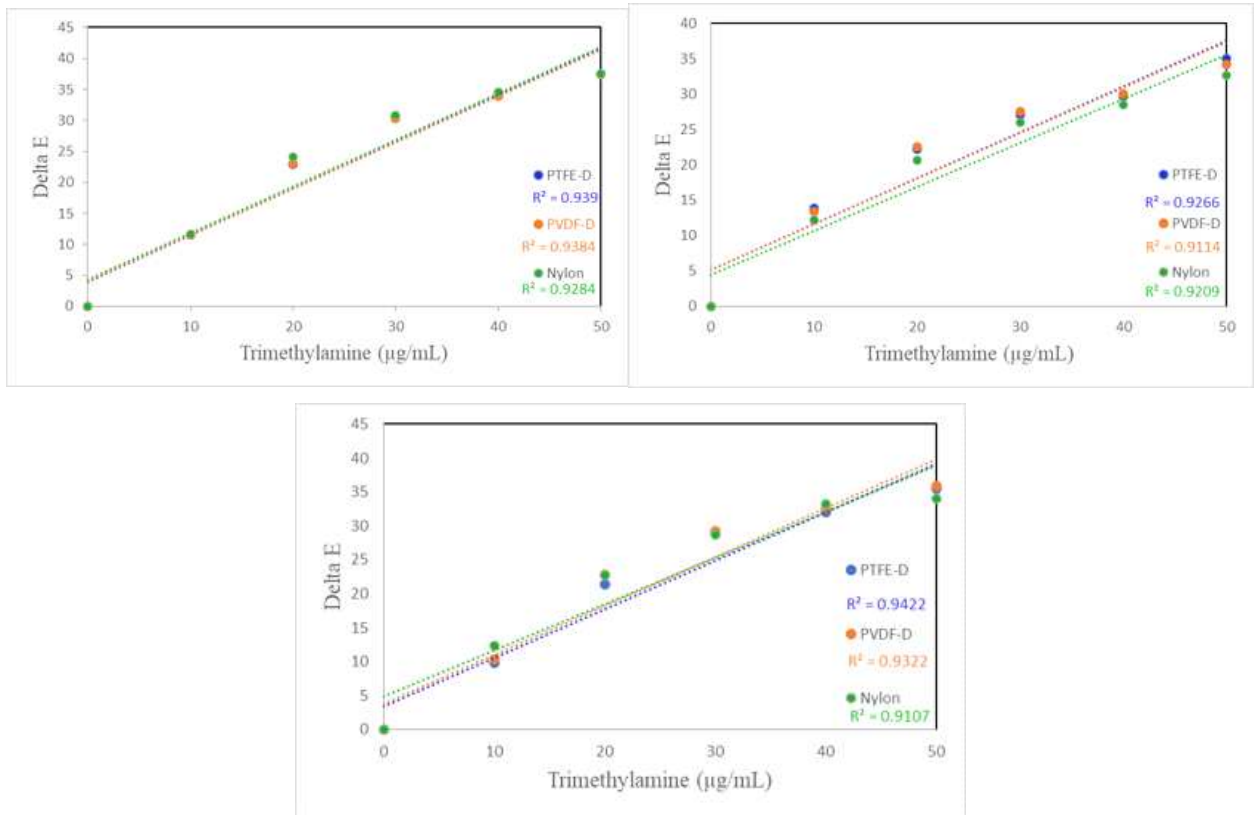 45
40
35
30
25
20
15
10
5
0
Delta E
PTFE-D
R² = 0.939
PVDF-D
R² = 0.9384
Nylon
R² = 0.9284
0 10 20 30 40 50
Trimethylamine (µg/mL)
40
35
30
25
20
15
10
5
0
Delta E
PTFE-D
R² = 0.9266
PVDF-D
R² = 0.9114
Nylon
R² = 0.9209
0 10 20 30 40 50
Trimethylamine (µg/mL)
45
40
35
30
25
20
15
10
5
0
Delta E
PTFE-D
R² = 0.9422
PVDF-D
R² = 0.9322
Nylon
R² = 0.9107
0 10 20 30 40 50
Trimethylamine (µg/mL)